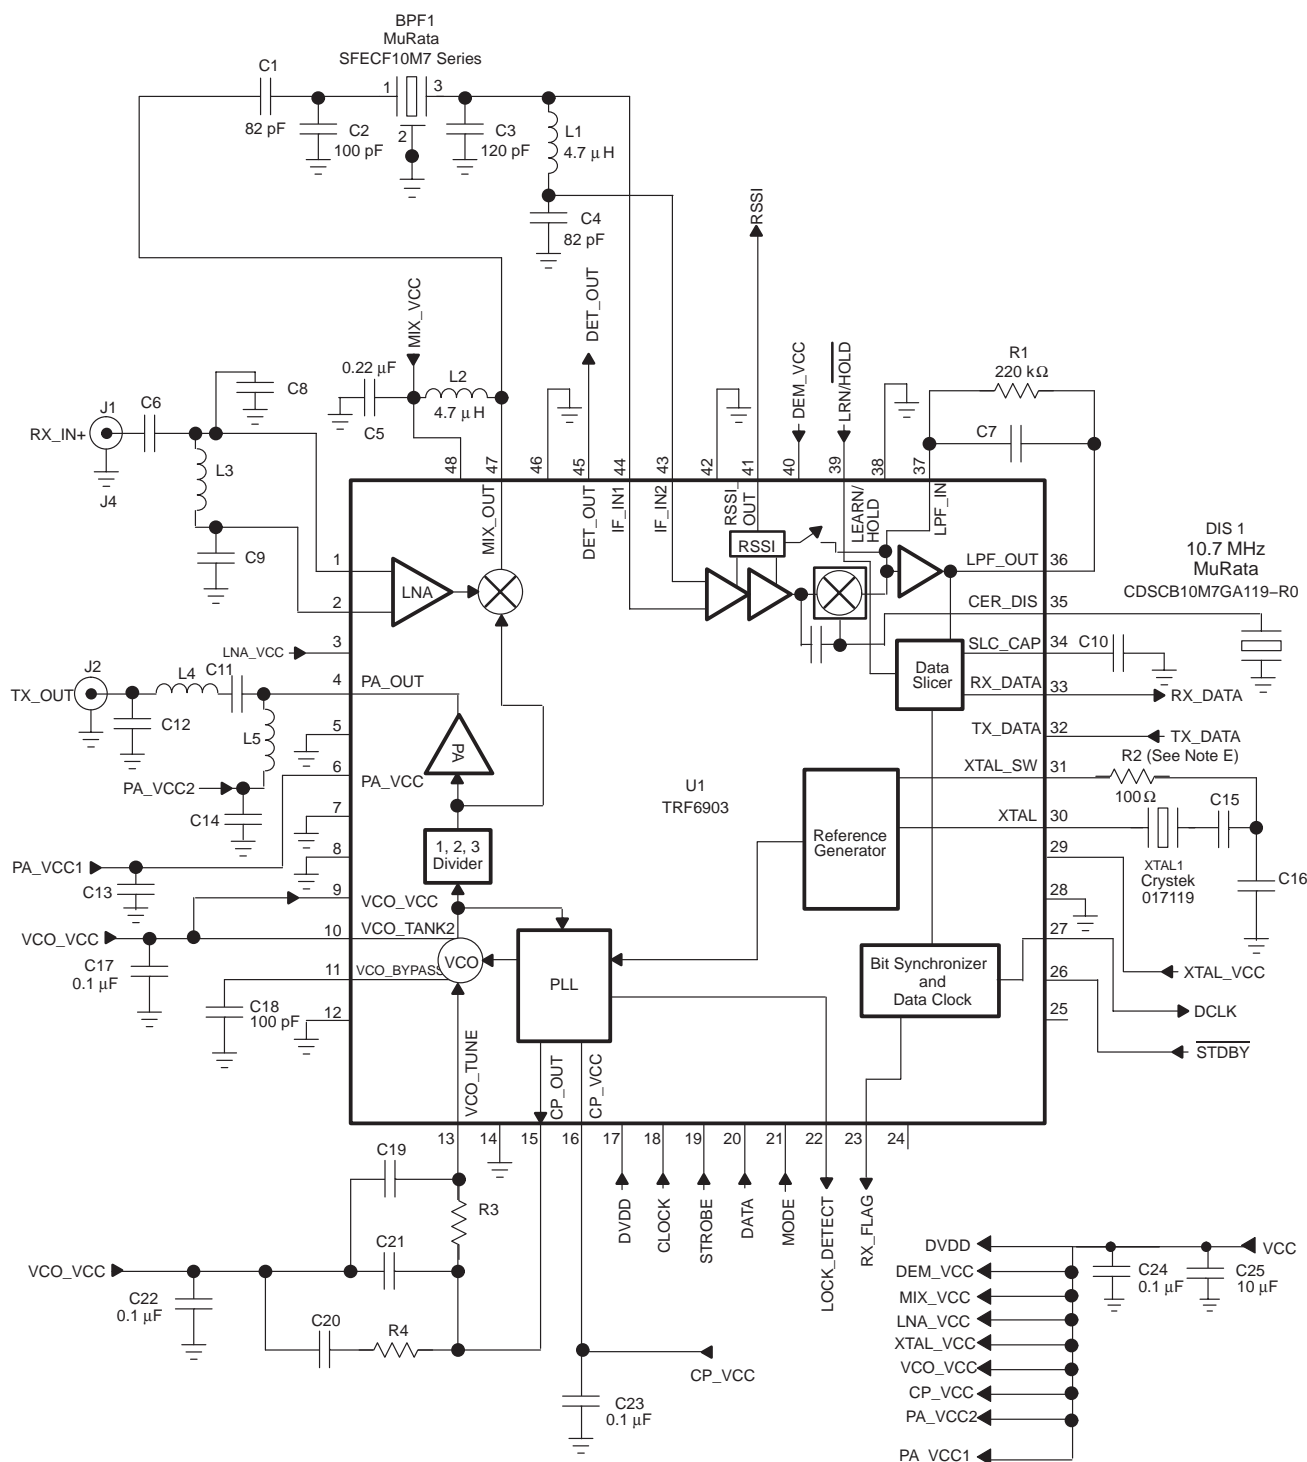 BPF1
MuRata
SFECF10M7 Series
C1
1
3
82 pF
C2
100 pF
2
C3
120 pF
L1
4.7 μH
C4
82 pF
RSSI
DET_OUT
MIX_VCC
0.22 μF
C5
L2
4.7 μH
DEM_VCC
LRN/HOLD
R1
220 kΩ
C7
J1
C6
C8
RX_IN+
J4
L3
C9
48
47
46
45
44
43
42
41
40
39
38
37
MIX_OUT
DET_OUT
IF_IN1
IF_IN2
RSSI_
OUT
LEARN/
HOLD
LPF_IN
RSSI
1
LNA
2
LPF_OUT
36
DIS 1
10.7 MHz
MuRata
CDSCB10M7GA119–R0
CER_DIS
35
SLC_CAP
34
C10
Data
Slicer
RX_DATA
33
RX_DATA
TX_DATA
32
TX_DATA
3
LNA_VCC
J2
L4
C11
4
PA_OUT
TX_OUT
C12
L5
5
PA
6
PA_VCC
PA_VCC2
C14
7
8
PA_VCC1
C13
1, 2, 3
Divider
U1
TRF6903
R2 (See Note E)
XTAL_SW
31
100Ω
C15
XTAL
30
Reference
Generator
29
XTAL1
Crystek
017119
C16
28
9
VCO_VCC
VCO_VCC
10
VCO_TANK2
C17
0.1 μF
11
VCO_BYPASS
VCO
C18
100 pF
12
PLL
27
Bit Synchronizer
and
Data Clock
26
XTAL_VCC
25
DCLK
STDBY
VCO_TUNE
CP_OUT
CP_VCC
13
14
15
16
17
18
19
20
21
22
23
24
C19
R3
DVDD
CLOCK
STROBE
DATA
MODE
LOCK_DETECT
RX_FLAG
C21
VCO_VCC
C22
0.1 μF
C20
R4
CP_VCC
C23
0.1 μF
DVDD
VCC
DEM_VCC
C24
0.1 μF
C25
10 μF
MIX_VCC
LNA_VCC
XTAL_VCC
VCO_VCC
CP_VCC
PA_VCC2
PA_VCC1